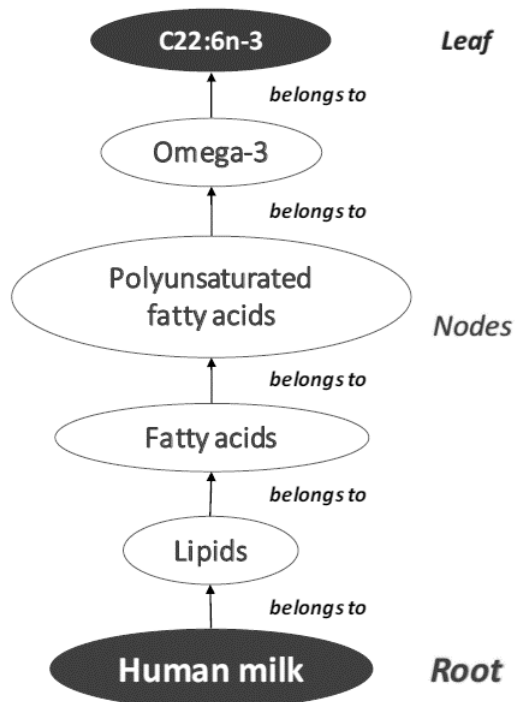 C22:6n-3 Leaf
belongs to
Omega-3
belongs to
Polyunsaturated
fatty acids
Nodes
belongs to
Fatty acids
belongs to
Lipids
belongs to
Human milk Root